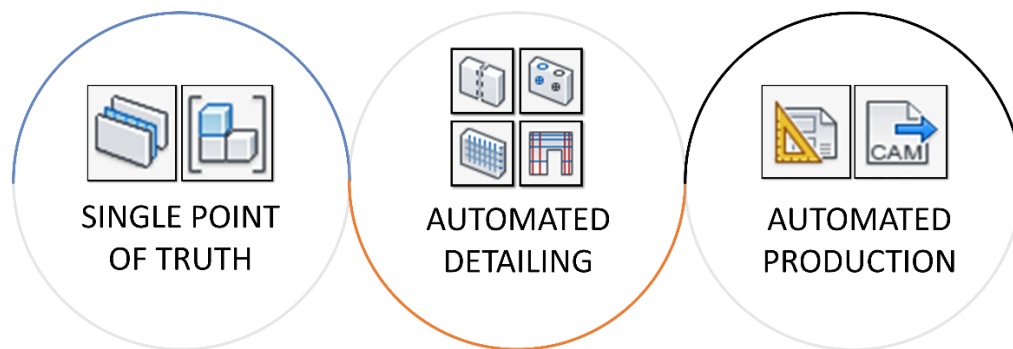 CAM
SINGLE POINT
OF TRUTH
AUTOMATED
DETAILING
AUTOMATED
PRODUCTION